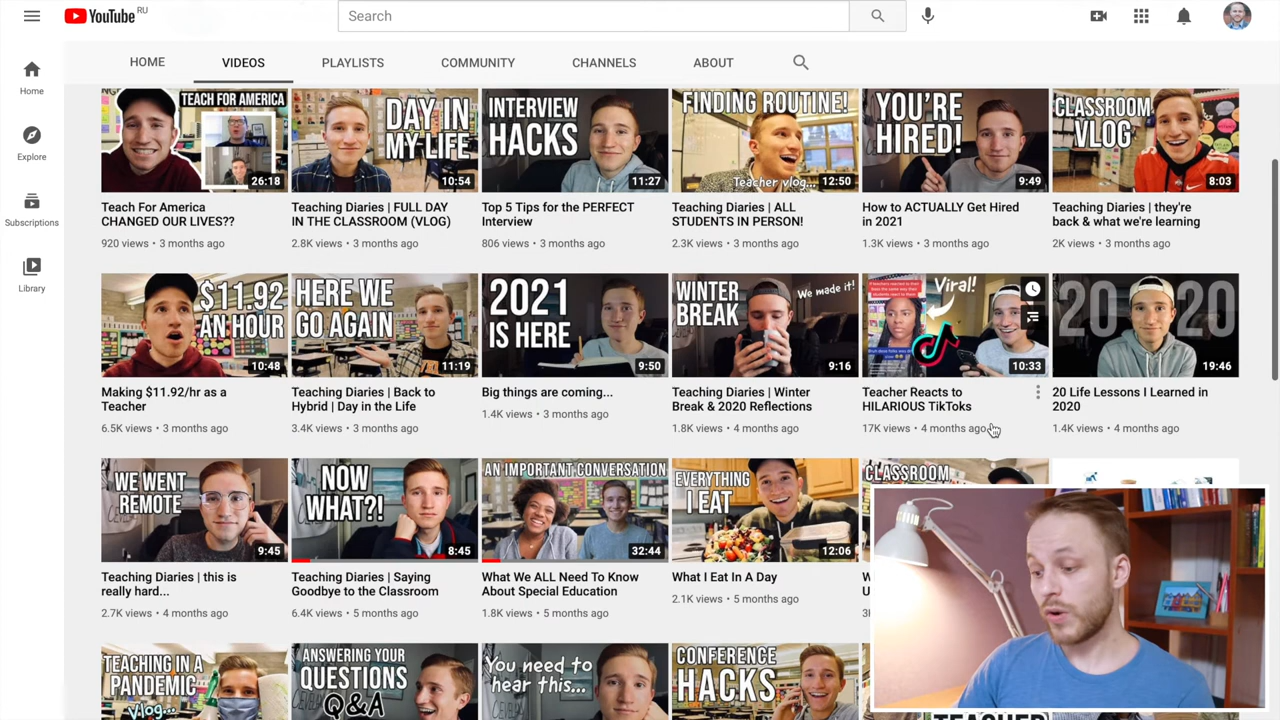 YouTube RU
Search
HOME
VIDEOS
PLAYLISTS
COMMUNITY
CHANNELS
ABOUT
Home
Explore
Subscriptions
Library
TEACH FOR AMERICA
26:18
DAY IN
MY LIFE
10:54
INTERVIEW
HACKS
11:27
FINDING ROUTINE!
Teacher vlog...
12:50
YOU'RE
HIRED!
9:49
CLASSROOM
VLOG
8:03
Teach For America
CHANGED OUR LIVES??
920 views • 3 months ago
Teaching Diaries | FULL DAY
IN THE CLASSROOM (VLOG)
2.8K views • 3 months ago
Top 5 Tips for the PERFECT
Interview
806 views • 3 months ago
Teaching Diaries | ALL
STUDENTS IN PERSON!
2.3K views • 3 months ago
How to ACTUALLY Get Hired
in 2021
1.3K views • 3 months ago
Teaching Diaries | they're
back & what we're learning
2K views • 3 months ago
$11.92
AN HOUR
10:48
HERE WE
GO AGAIN
11:19
2021
IS HERE
9:50
WINTER
BREAK
We made it!
9:16
Viral!
10:33
2020
19:46
Making $11.92/hr as a
Teacher
6.5K views • 3 months ago
Teaching Diaries | Back to
Hybrid | Day in the Life
3.4K views • 3 months ago
Big things are coming...
1.4K views • 3 months ago
Teaching Diaries | Winter
Break & 2020 Reflections
1.8K views • 4 months ago
Teacher Reacts to
HILARIOUS TikToks
17K views • 4 months ago
20 Life Lessons I Learned in
2020
1.4K views • 4 months ago
WE WENT
REMOTE
9:45
NOW
WHAT?!
8:45
AN IMPORTANT CONVERSATION
32:44
EVERYTHING
I EAT
12:06
CLASSROOM
Teaching Diaries | this is
really hard...
2.7K views • 4 months ago
Teaching Diaries | Saying
Goodbye to the Classroom
6.4K views • 5 months ago
What We ALL Need To Know
About Special Education
1.8K views • 5 months ago
What I Eat In A Day
2.1K views • 5 months ago
TEACHING IN A
PANDEMIC
vlog...
ANSWERING YOUR
QUESTIONS
Q&A
You need to
hear this...
CONFERENCE
HACKS
TEACHER